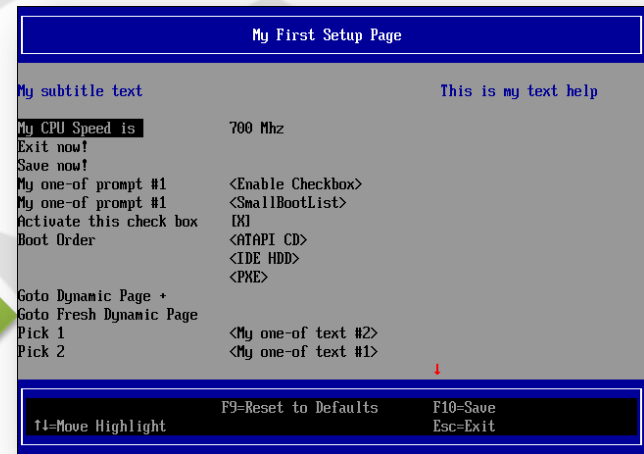 My First Setup Page
My subtitle text This is my text help
My CPU Speed is 700 Mhz
Exit now!
Save now!
My one-of prompt #1 <Enable Checkbox>
My one-of prompt #1 <SmallBootList>
Activate this check box [X]
Boot Order <ATAPI CD>
<IDE HDD>
<PXE>
Goto Dynamic Page +
Goto Fresh Dynamic Page
Pick 1 <My one-of text #2>
Pick 2 <My one-of text #1>
↓
F9=Reset to Defaults F10=Save
↑↓=Move Highlight Esc=Exit